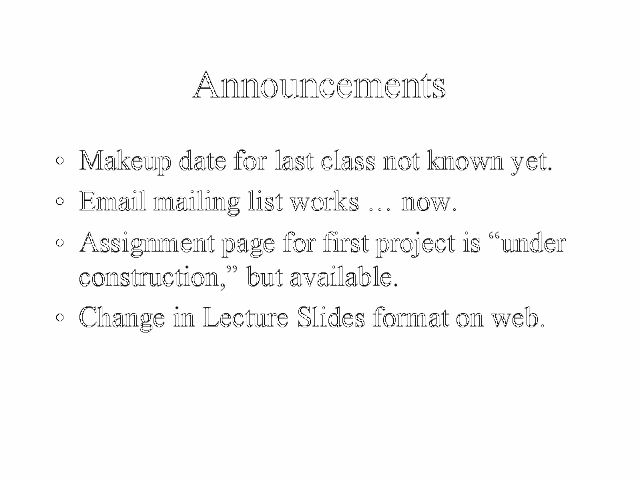 Announcements
• Makeup date for last class not known yet.
• Email mailing list works … now.
• Assignment page for first project is “under
construction,” but available.
• Change in Lecture Slides format on web.